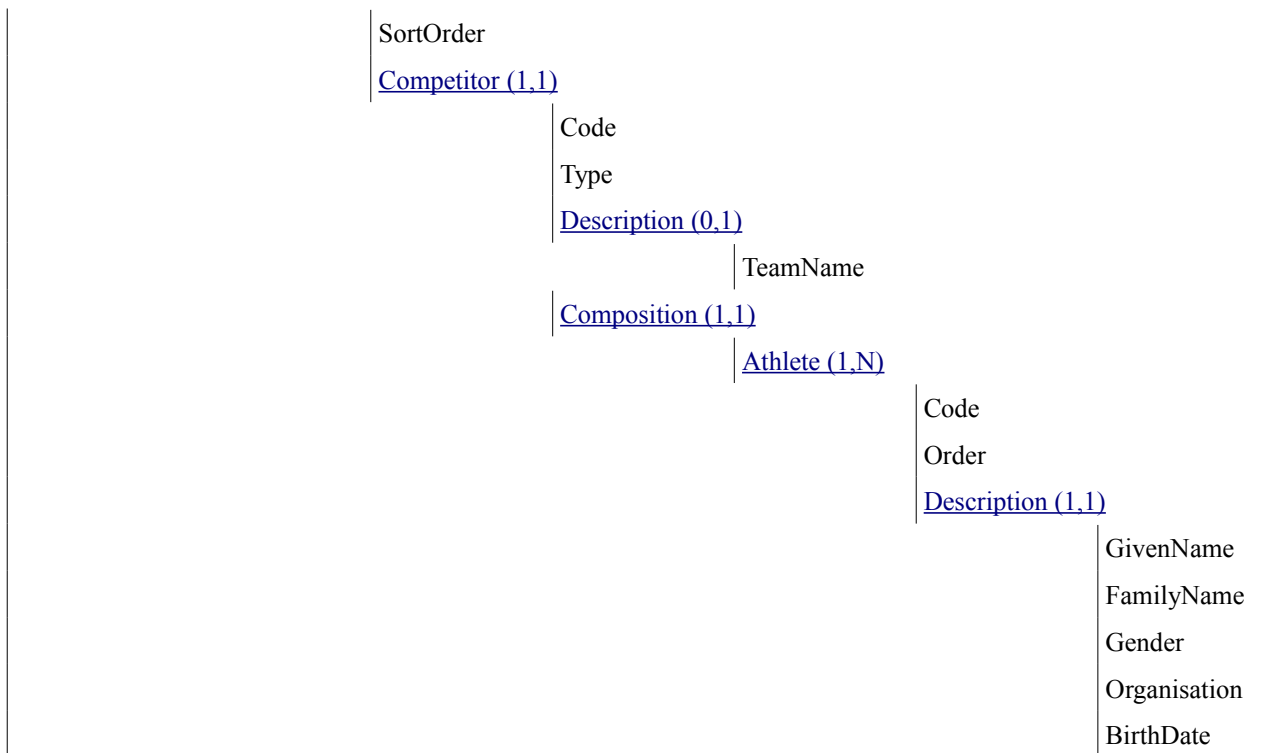 SortOrder
Competitor (1,1)
Code
Type
Description (0,1)
TeamName
Composition (1,1)
Athlete (1,N)
Code
Order
Description (1,1)
GivenName
FamilyName
Gender
Organisation
BirthDate